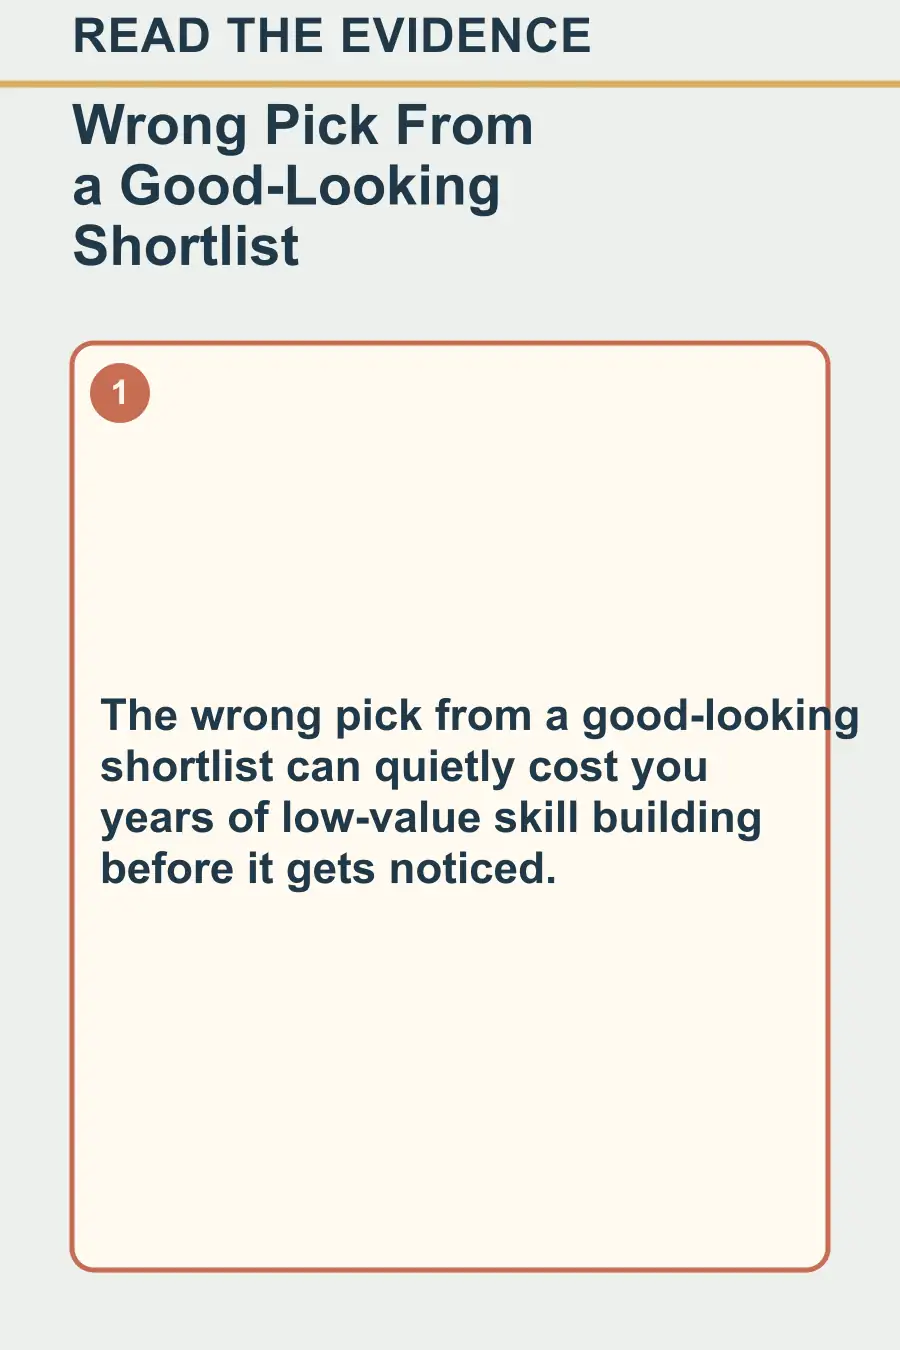 READ THE EVIDENCE
Wrong Pick From
a Good-Looking
Shortlist
1
The wrong pick from a good-looking
shortlist can quietly cost you
years of low-value skill building
before it gets noticed.